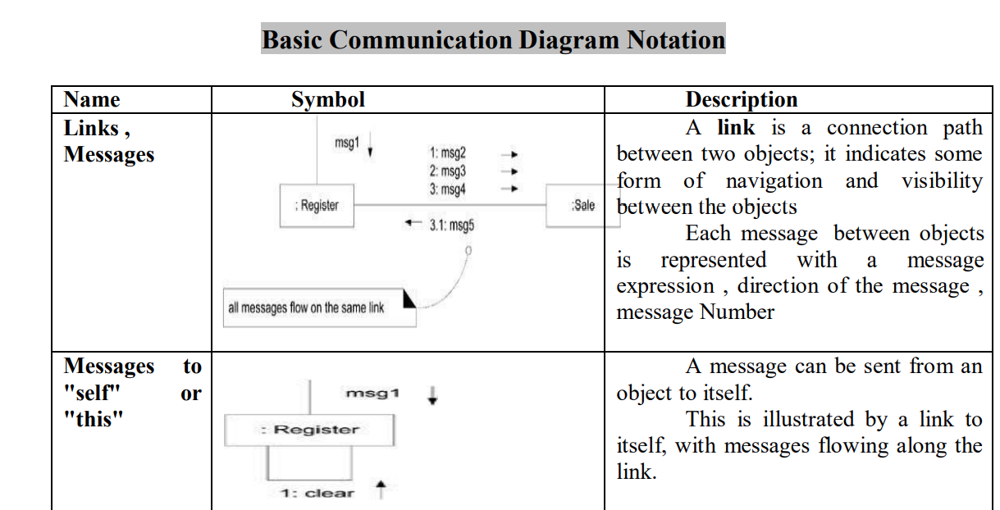 Basic Communication Diagram Notation
Name
Symbol
Description
Links ,
Messages
msg1
1: msg2
2: msg3
3: msg4
: Register
:Sale
3.1: msg5
all messages flow on the same link
A link is a connection path
between two objects; it indicates some
form of navigation and visibility
between the objects
Each message between objects
is represented with a message
expression , direction of the message ,
message Number
Messages to
"self" or
"this"
msg1
: Register
1: clear
A message can be sent from an
object to itself.
This is illustrated by a link to
itself, with messages flowing along the
link.